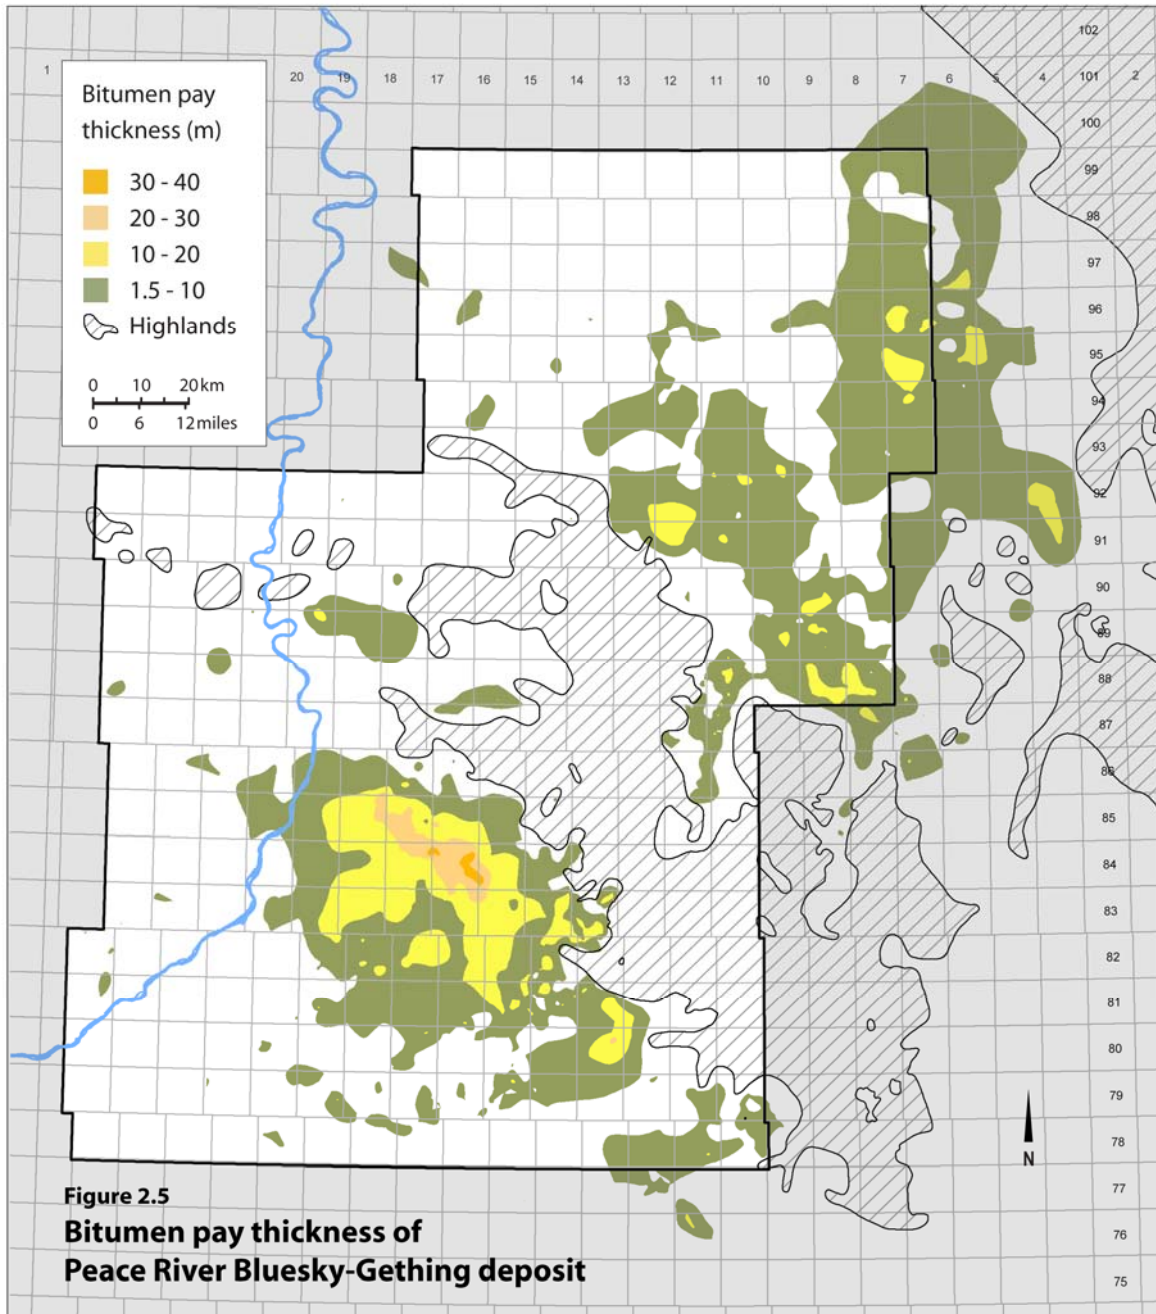 102
1 20 19 18 17 16 15 14 13 12 11 10 9 8 7 6 5 4 101 2
Bitumen pay
thickness (m)
30 - 40
20 - 30
10 - 20
1.5 - 10
Highlands
0 10 20 km
0 6 12 miles
100
99
98
97
96
95
94
93
92
91
90
89
88
87
86
85
84
83
82
81
80
79
78
77
76
75
N
Figure 2.5
Bitumen pay thickness of
Peace River Bluesky-Gething deposit